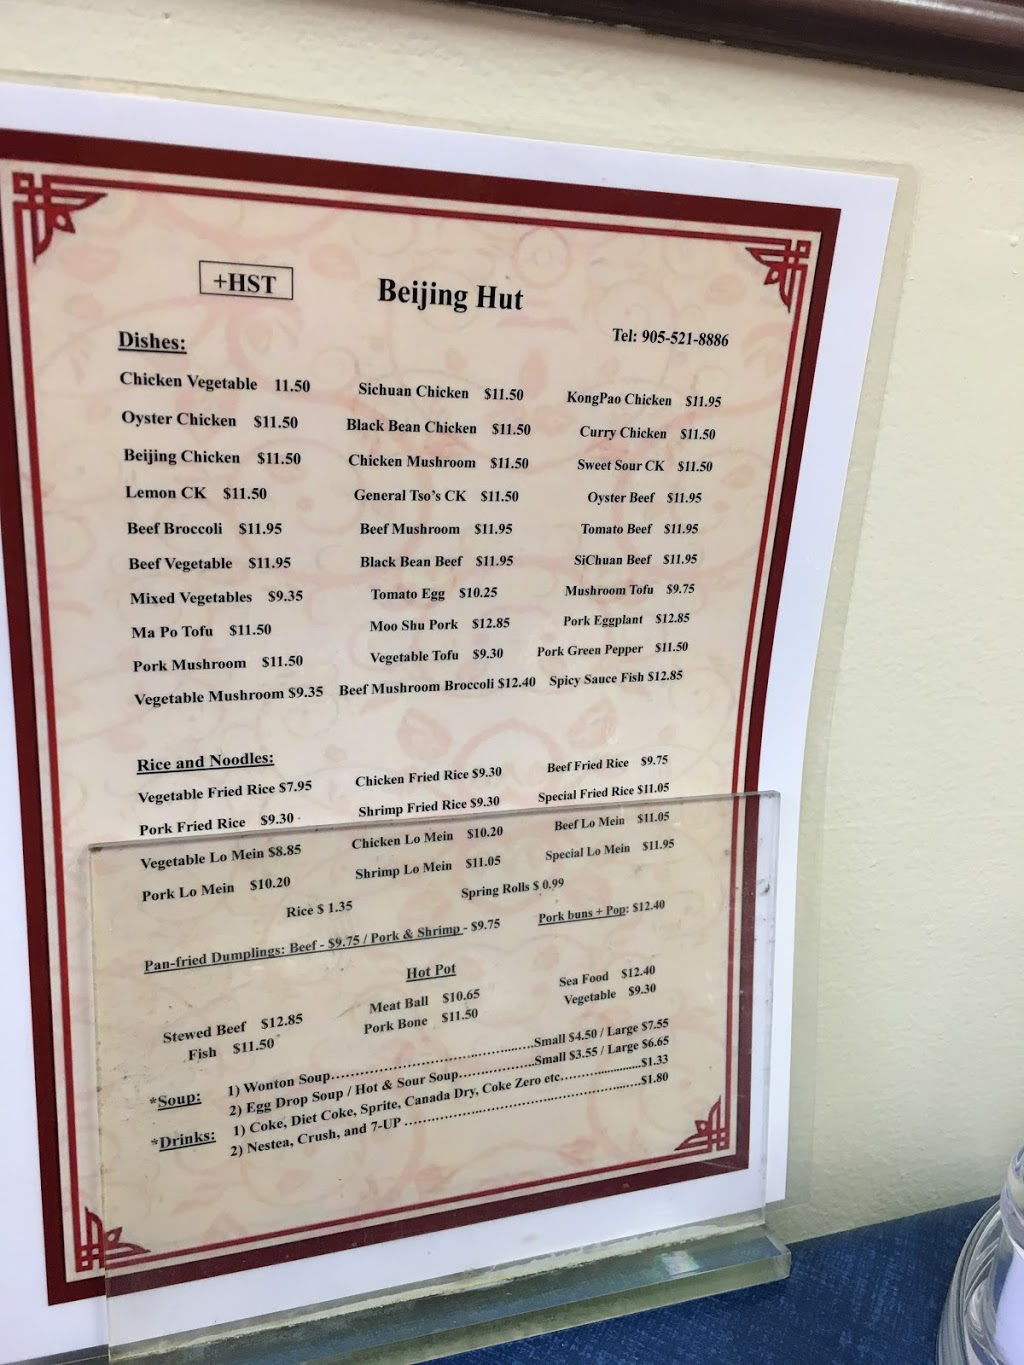 +HST
Beijing Hut
Tel: 905-521-8886
Dishes:
Chicken Vegetable 11.50 Sichuan Chicken $11.50 KongPao Chicken $11.95
Oyster Chicken $11.50 Black Bean Chicken $11.50 Curry Chicken $11.50
Beijing Chicken $11.50 Chicken Mushroom $11.50 Sweet Sour CK $11.50
Lemon CK $11.50 General Tso's CK $11.50 Oyster Beef $11.95
Beef Broccoli $11.95 Beef Mushroom $11.95 Tomato Beef $11.95
Beef Vegetable $11.95 Black Bean Beef $11.95 SiChuan Beef $11.95
Mixed Vegetables $9.35 Tomato Egg $10.25 Mushroom Tofu $9.75
Ma Po Tofu $11.50 Moo Shu Pork $12.85 Pork Eggplant $12.85
Pork Mushroom $11.50 Vegetable Tofu $9.30 Pork Green Pepper $11.50
Vegetable Mushroom $9.35 Beef Mushroom Broccoli $12.40 Spicy Sauce Fish $12.85
Rice and Noodles:
Vegetable Fried Rice $7.95 Chicken Fried Rice $9.30 Beef Fried Rice $9.75
Pork Fried Rice $9.30 Shrimp Fried Rice $9.30 Special Fried Rice $11.05
Vegetable Lo Mein $8.85 Chicken Lo Mein $10.20 Beef Lo Mein $11.05
Pork Lo Mein $10.20 Shrimp Lo Mein $11.05 Special Lo Mein $11.95
Rice $ 1.35 Spring Rolls $ 0.99
Pan-fried Dumplings: Beef - $9.75 / Pork & Shrimp - $9.75 Pork buns + Pop: $12.40
Hot Pot
Stewed Beef $12.85 Meat Ball $10.65 Sea Food $12.40
Fish $11.50 Pork Bone $11.50 Vegetable $9.30
*Soup: 1) Wonton Soup..............................Small $4.50 / Large $7.55
2) Egg Drop Soup / Hot & Sour Soup................Small $3.55 / Large $6.65
*Drinks: 1) Coke, Diet Coke, Sprite, Canada Dry, Coke Zero etc....................$1.33
2) Nestea, Crush, and 7-UP ..........................................$1.80